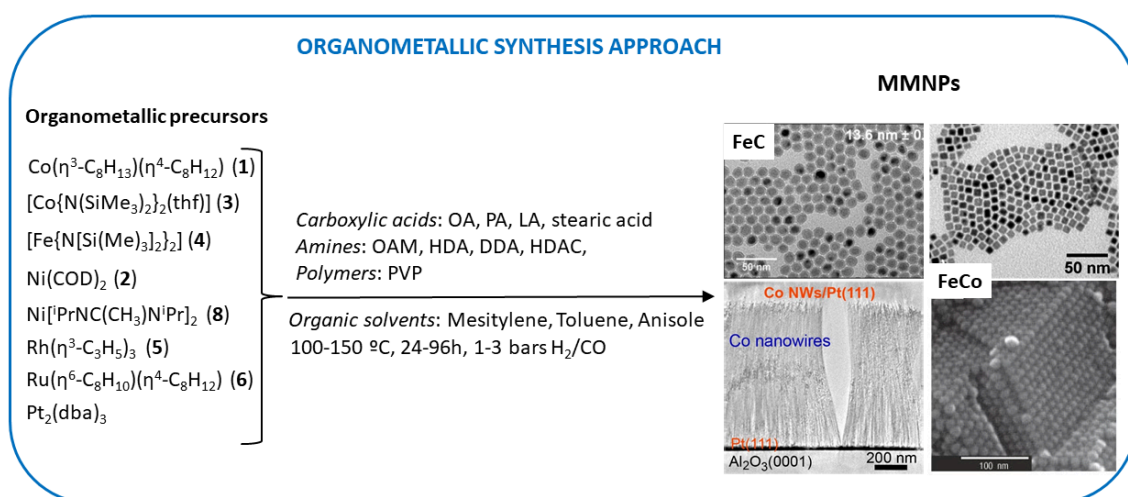 ORGANOMETALLIC SYNTHESIS APPROACH
MMNPs
Organometallic precursors
Co(η³-C₈H₁₃)(η⁴-C₈H₁₂) (1)
[Co{N(SiMe₃)₂}₂(thf)] (3)
[Fe{N[Si(Me)₃]₂}₂] (4)
Ni(COD)₂ (2)
Ni[ⁱPrNC(CH₃)NⁱPr]₂ (8)
Rh(η³-C₃H₅)₃ (5)
Ru(η⁶-C₈H₁₀)(η⁴-C₈H₁₂) (6)
Pt₂(dba)₃
Carboxylic acids: OA, PA, LA, stearic acid
Amines: OAM, HDA, DDA, HDAC,
Polymers: PVP
Organic solvents: Mesitylene, Toluene, Anisole
100-150 ºC, 24-96h, 1-3 bars H₂/CO
FeC
13.6 nm ± 0.
50 nm
50 nm
Co NWs/Pt(111)
Co nanowires
Pt(111)
Al₂O₃(0001)
200 nm
FeCo
100 nm